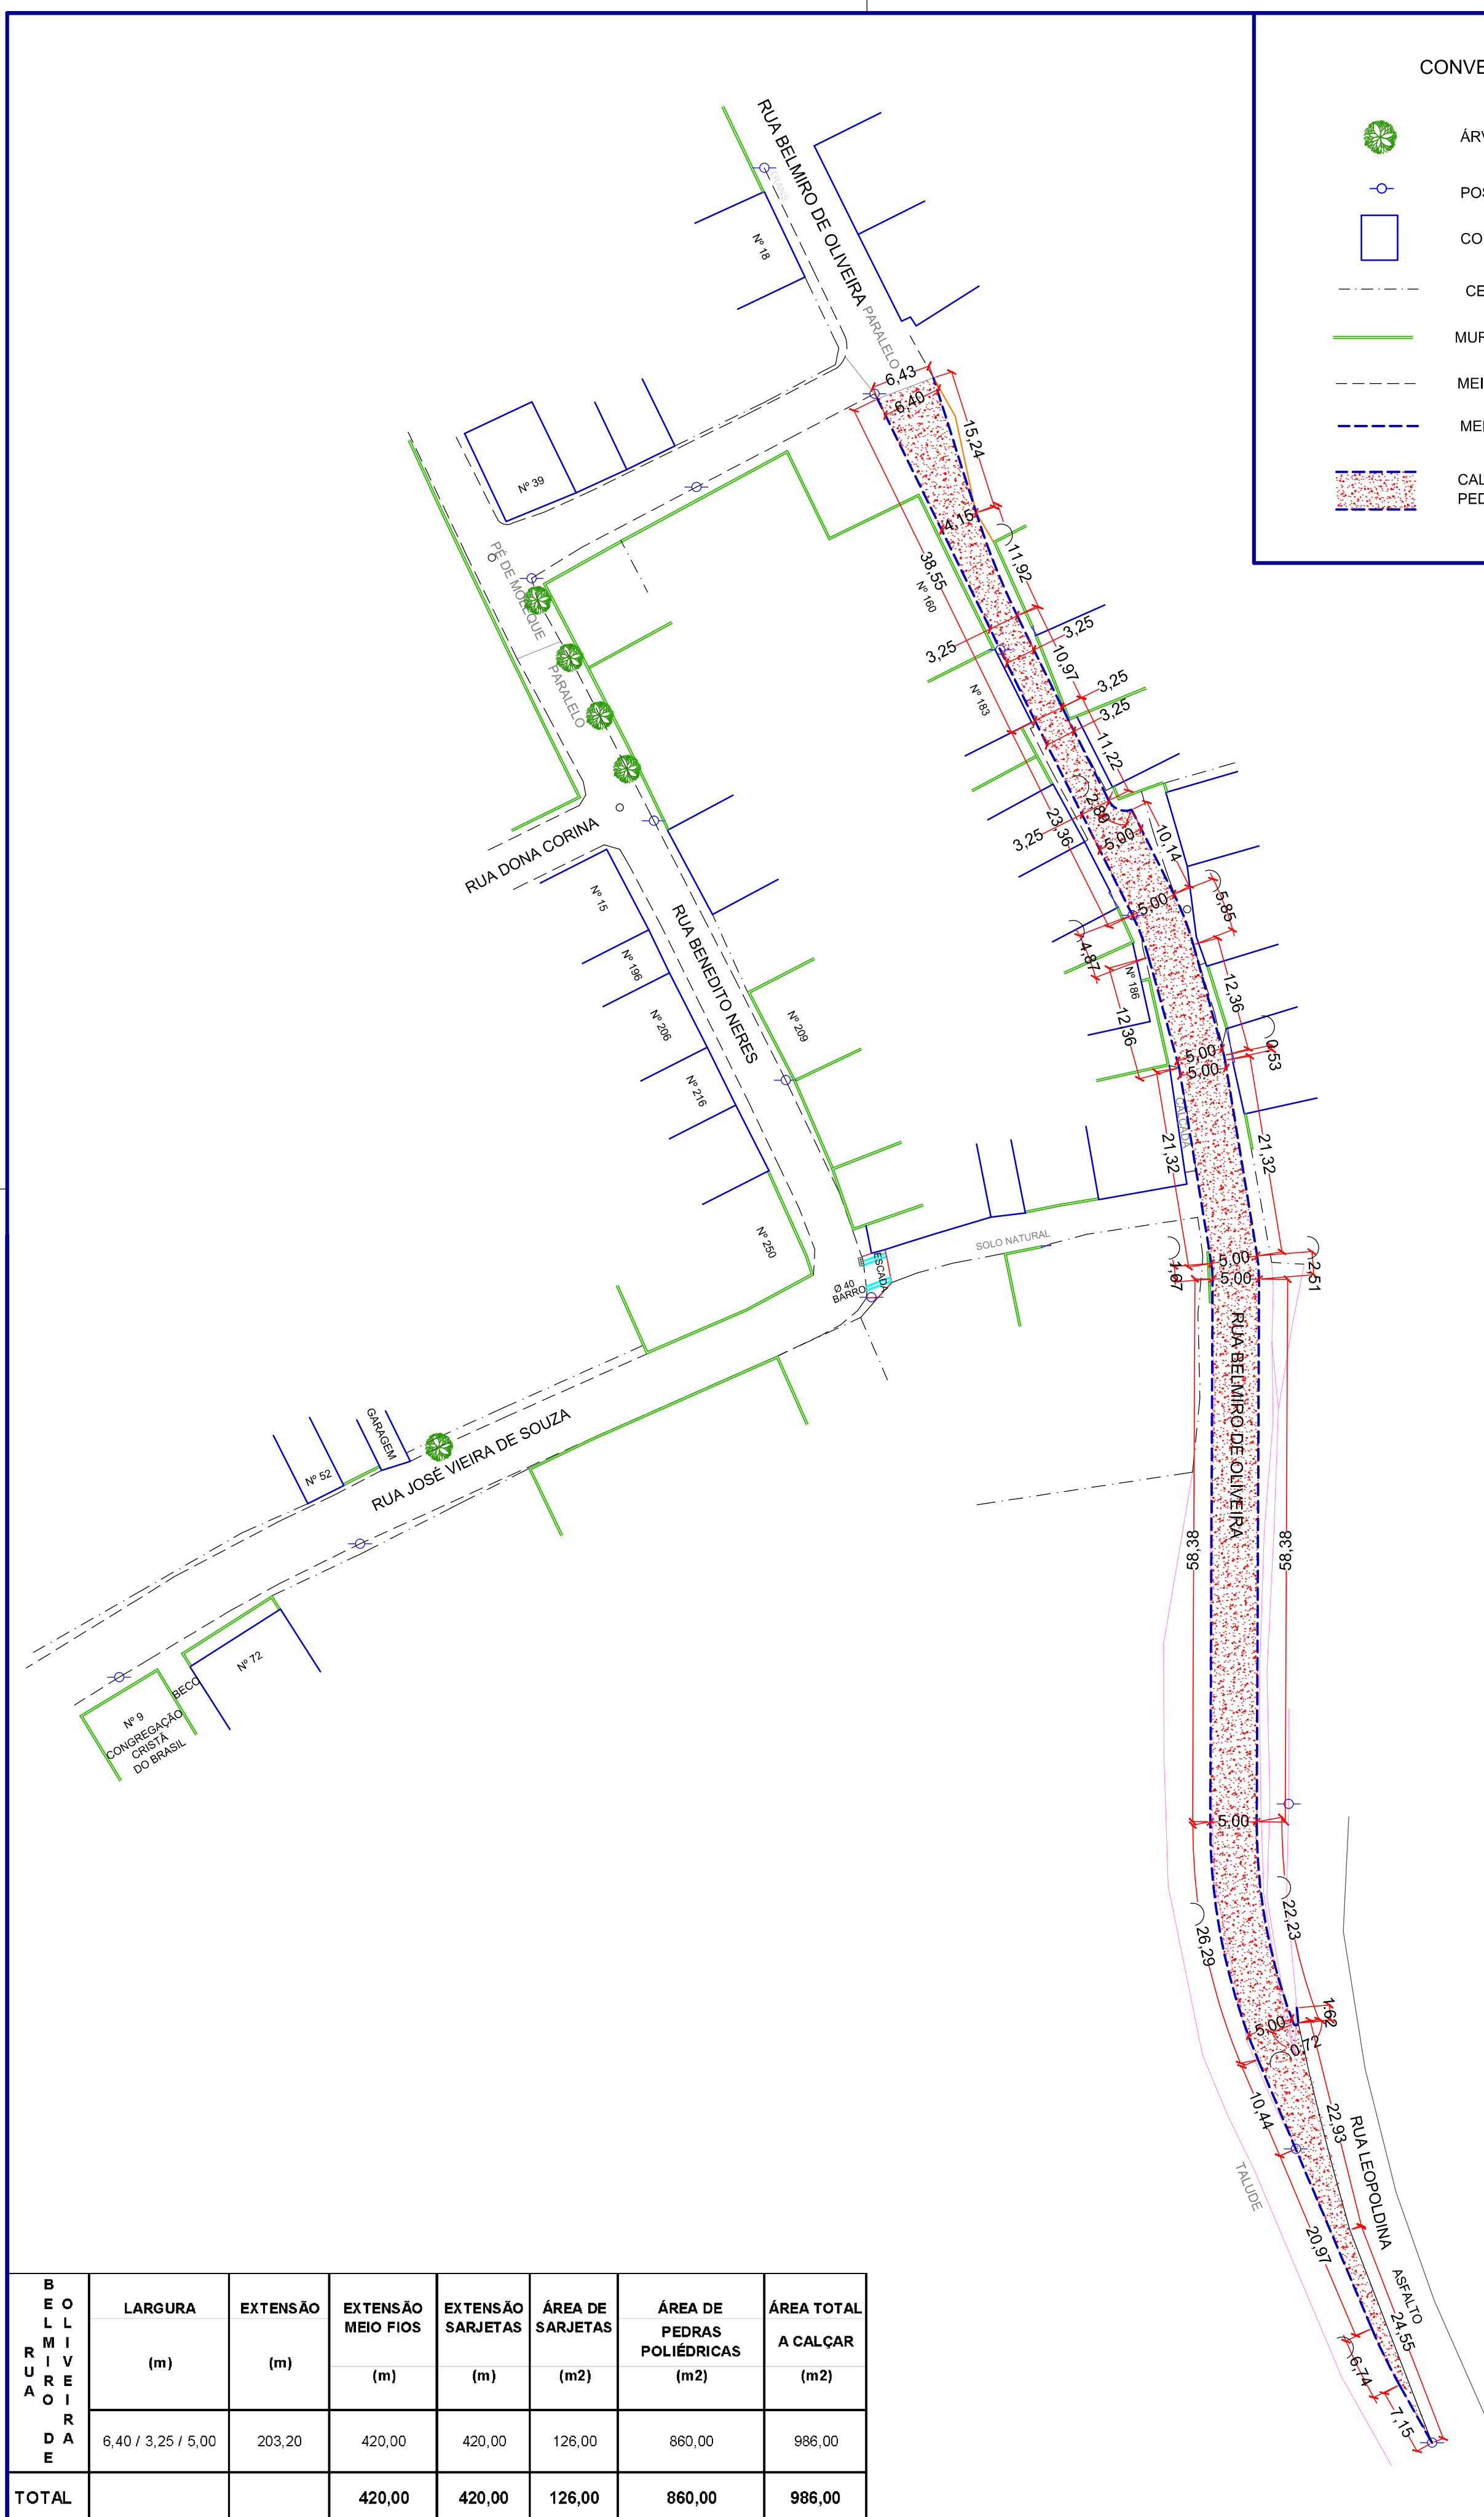 CONVE
ÁRV
POS
CO
CE
MUR
MEI
MEI
CAL
PED
RUA BELMIRO DE OLIVEIRA
TRANS
PARALELO
Nº 18
6,43
6,40
15,24
Nº 39
PÉ DE MOLEQUE
PARALELO
4,15
11,92
38,55
Nº 160
3,25
3,25
10,97
Nº 183
3,25
3,25
11,22
2,89
23,36
3,25
5,00
10,14
RUA DONA CORINA
Nº 15
5,00
5,85
RUA BENEDITO NERES
Nº 196
4,87
Nº 186
12,36
12,36
Nº 206
Nº 209
0,53
5,00
5,00
Nº 216
CALÇADA
21,32
21,32
Nº 250
SOLO NATURAL
ESCADA
Ø 40
BARRO
1,67
5,00
5,00
2,51
RUA BELMIRO DE OLIVEIRA
GARAGEM
RUA JOSÉ VIEIRA DE SOUZA
Nº 52
58,38
58,38
Nº 72
BECO
Nº 9
CONGREGAÇÃO
CRISTÃ
DO BRASIL
5,00
22,23
26,29
1,62
5,00
0,72
10,44
22,93
RUA LEOPOLDINA
TALUDE
20,97
ASFALTO
24,55
6,74
7,15
RUA BELMIRO DE OLIVEIRA
LARGURA
(m)
EXTENSÃO
(m)
EXTENSÃO
MEIO FIOS
(m)
EXTENSÃO
SARJETAS
(m)
ÁREA DE
SARJETAS
(m2)
ÁREA DE
PEDRAS
POLIÉDRICAS
(m2)
ÁREA TOTAL
A CALÇAR
(m2)
6,40 / 3,25 / 5,00 203,20 420,00 420,00 126,00 860,00 986,00
TOTAL 420,00 420,00 126,00 860,00 986,00